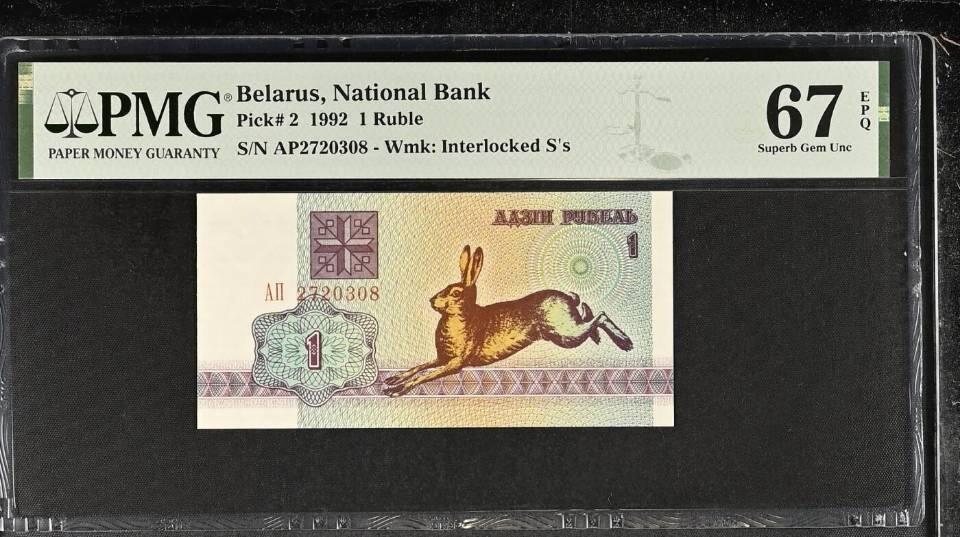 PMG®
PAPER MONEY GUARANTY
Belarus, National Bank
Pick# 2 1992 1 Ruble
S/N AP2720308 - Wmk: Interlocked S's
67
EPQ
Superb Gem Unc
АДЗІН РУБЕЛЬ
1
АП 2720308
1